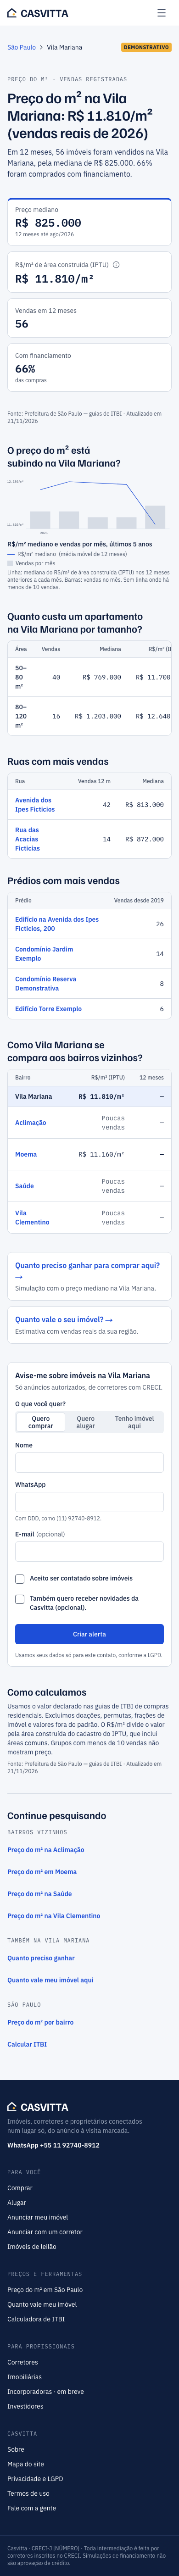 CASVITTA
São Paulo > Vila Mariana DEMONSTRATIVO
PREÇO DO M² · VENDAS REGISTRADAS
Preço do m² na Vila
Mariana: R$ 11.810/m²
(vendas reais de 2026)
Em 12 meses, 56 imóveis foram vendidos na Vila
Mariana, pela mediana de R$ 825.000. 66%
foram comprados com financiamento.
Preço mediano
R$ 825.000
12 meses até ago/2026
R$/m² de área construída (IPTU)
R$ 11.810/m²
Vendas em 12 meses
56
Com financiamento
66%
das compras
Fonte: Prefeitura de São Paulo — guias de ITBI · Atualizado em
21/11/2026
O preço do m² está
subindo na Vila Mariana?
R$/m² mediano e vendas por mês, últimos 5 anos
R$/m² mediano (média móvel de 12 meses)
Vendas por mês
Linha: mediana do R$/m² de área construída (IPTU) nos 12 meses
anteriores a cada mês. Barras: vendas no mês. Sem linha onde há
menos de 10 vendas.
Quanto custa um apartamento
na Vila Mariana por tamanho?
Área Vendas Mediana R$/m² (I
50–
80
m² 40 R$ 769.000 R$ 11.700
80–
120
m² 16 R$ 1.203.000 R$ 12.640
Ruas com mais vendas
Rua Vendas 12 m Mediana
Avenida dos
Ipes Ficticios 42 R$ 813.000
Rua das
Acacias
Ficticias 14 R$ 872.000
Prédios com mais vendas
Prédio Vendas desde 2019
Edifício na Avenida dos Ipes
Ficticios, 200 26
Condomínio Jardim
Exemplo 14
Condomínio Reserva
Demonstrativa 8
Edifício Torre Exemplo 6
Como Vila Mariana se
compara aos bairros vizinhos?
Bairro R$/m² (IPTU) 12 meses
Vila Mariana R$ 11.810/m² —
Aclimação Poucas
vendas —
Moema R$ 11.160/m² —
Saúde Poucas
vendas —
Vila
Clementino Poucas
vendas —
Quanto preciso ganhar para comprar aqui?
→
Simulação com o preço mediano na Vila Mariana.
Quanto vale o seu imóvel? →
Estimativa com vendas reais da sua região.
Avise-me sobre imóveis na Vila Mariana
Só anúncios autorizados, de corretores com CRECI.
O que você quer?
Quero
comprar
Quero
alugar
Tenho imóvel
aqui
Nome
WhatsApp
Com DDD, como (11) 92740-8912.
E-mail (opcional)
Aceito ser contatado sobre imóveis
Também quero receber novidades da
Casvitta (opcional).
Criar alerta
Usamos seus dados só para este contato, conforme a LGPD.
Como calculamos
Usamos o valor declarado nas guias de ITBI de compras
residenciais. Excluímos doações, permutas, frações de
imóvel e valores fora do padrão. O R$/m² divide o valor
pela área construída do cadastro do IPTU, que inclui
áreas comuns. Grupos com menos de 10 vendas não
mostram preço.
Fonte: Prefeitura de São Paulo — guias de ITBI · Atualizado em
21/11/2026
Continue pesquisando
BAIRROS VIZINHOS
Preço do m² na Aclimação
Preço do m² em Moema
Preço do m² na Saúde
Preço do m² na Vila Clementino
TAMBÉM NA VILA MARIANA
Quanto preciso ganhar
Quanto vale meu imóvel aqui
SÃO PAULO
Preço do m² por bairro
Calcular ITBI
CASVITTA
Imóveis, corretores e proprietários conectados
num lugar só, do anúncio à visita marcada.
WhatsApp +55 11 92740-8912
PARA VOCÊ
Comprar
Alugar
Anunciar meu imóvel
Anunciar com um corretor
Imóveis de leilão
PREÇOS E FERRAMENTAS
Preço do m² em São Paulo
Quanto vale meu imóvel
Calculadora de ITBI
PARA PROFISSIONAIS
Corretores
Imobiliárias
Incorporadoras · em breve
Investidores
CASVITTA
Sobre
Mapa do site
Privacidade e LGPD
Termos de uso
Fale com a gente
Casvitta · CRECI-J [NÚMERO] · Toda intermediação é feita por
corretores inscritos no CRECI. Simulações de financiamento não
são aprovação de crédito.